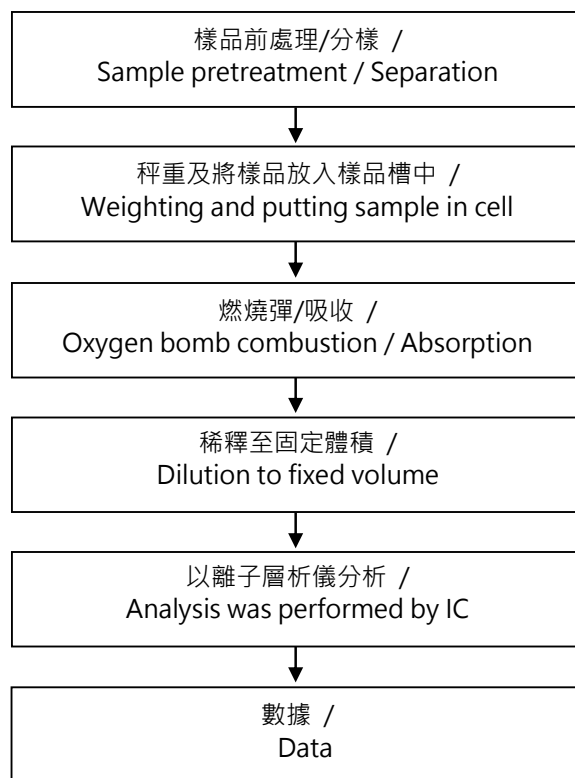 樣品前處理/分樣 /
Sample pretreatment / Separation
秤重及將樣品放入樣品槽中 /
Weighting and putting sample in cell
燃燒彈/吸收 /
Oxygen bomb combustion / Absorption
稀釋至固定體積 /
Dilution to fixed volume
以離子層析儀分析 /
Analysis was performed by IC
數據 /
Data